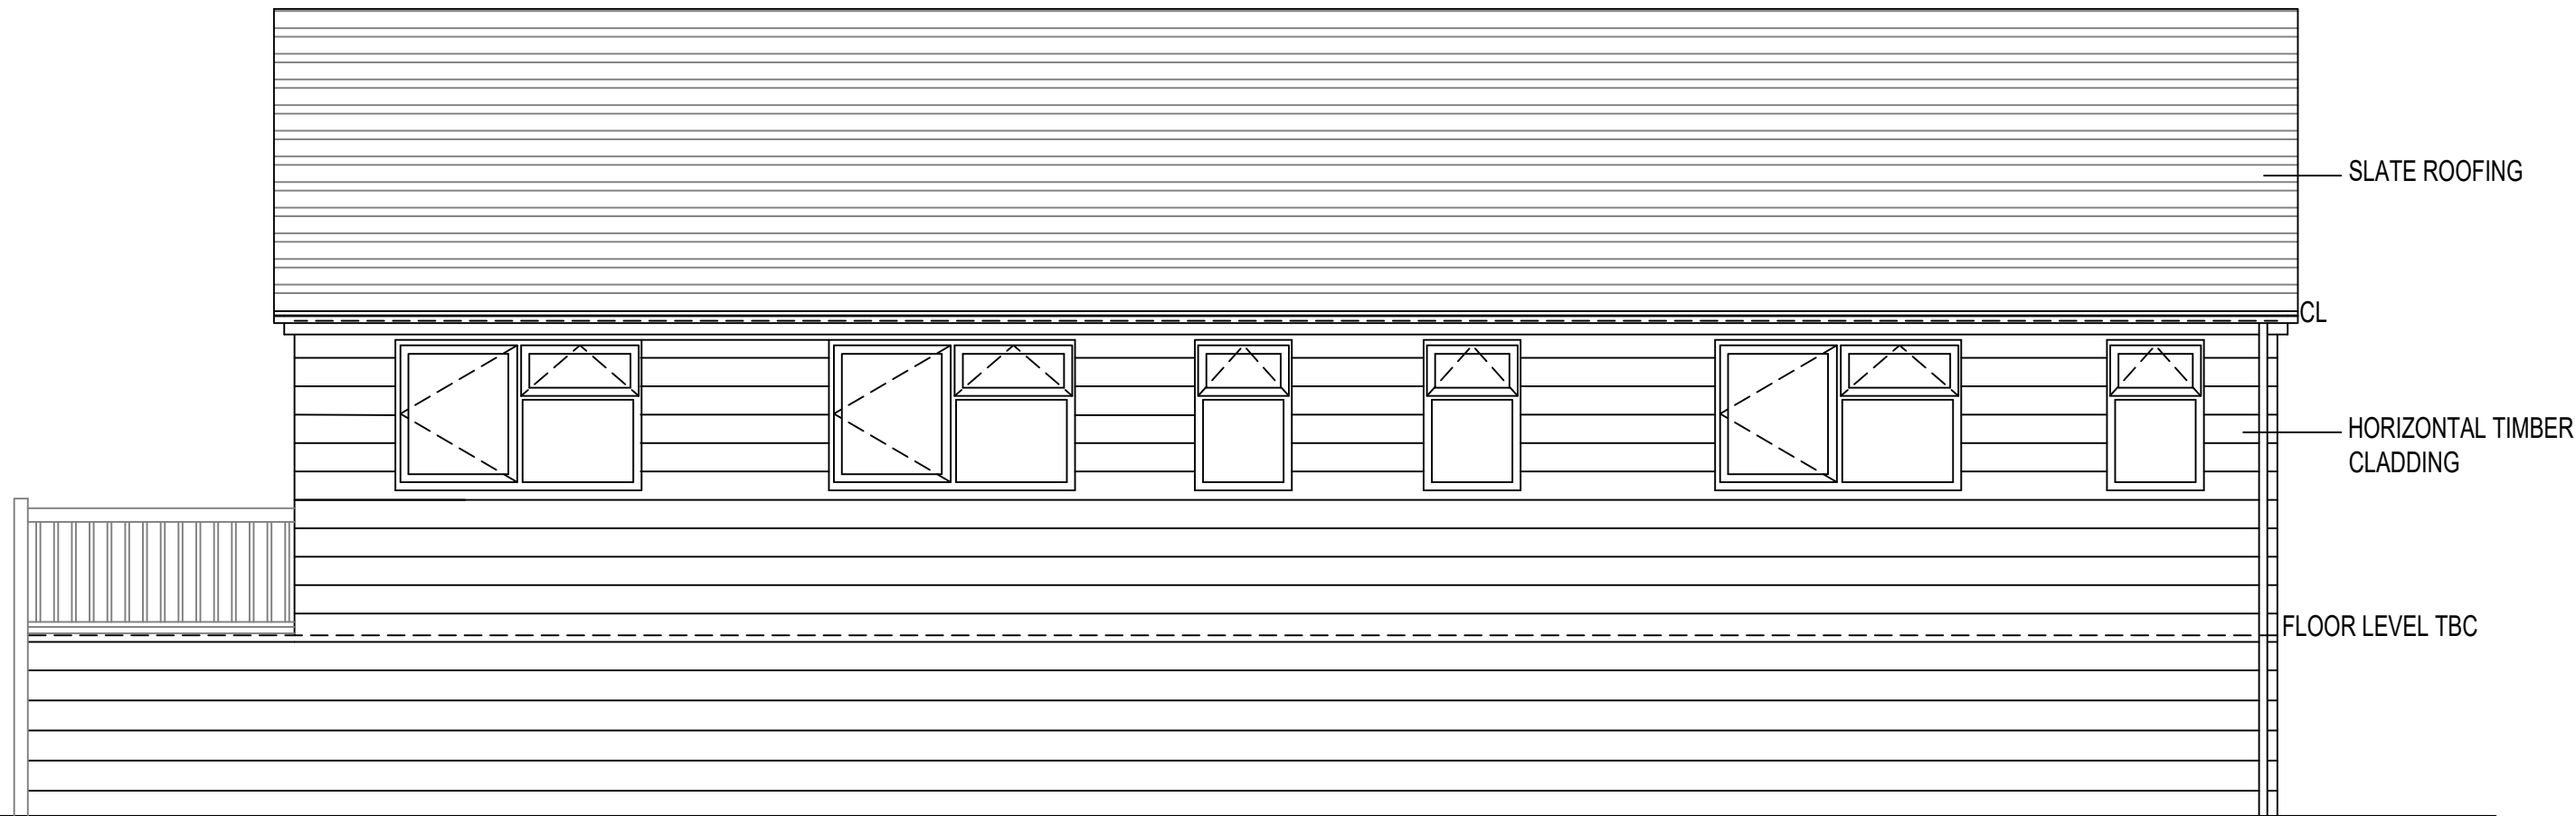 SLATE ROOFING
CL
HORIZONTAL TIMBER
CLADDING
FLOOR LEVEL TBC